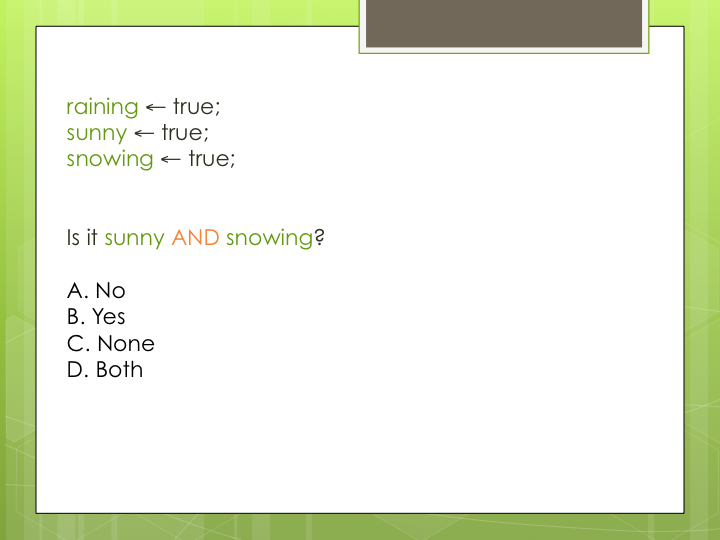 raining ← true;
sunny ← true;
snowing ← true;
Is it sunny AND snowing?
A. No
B. Yes
C. None
D. Both